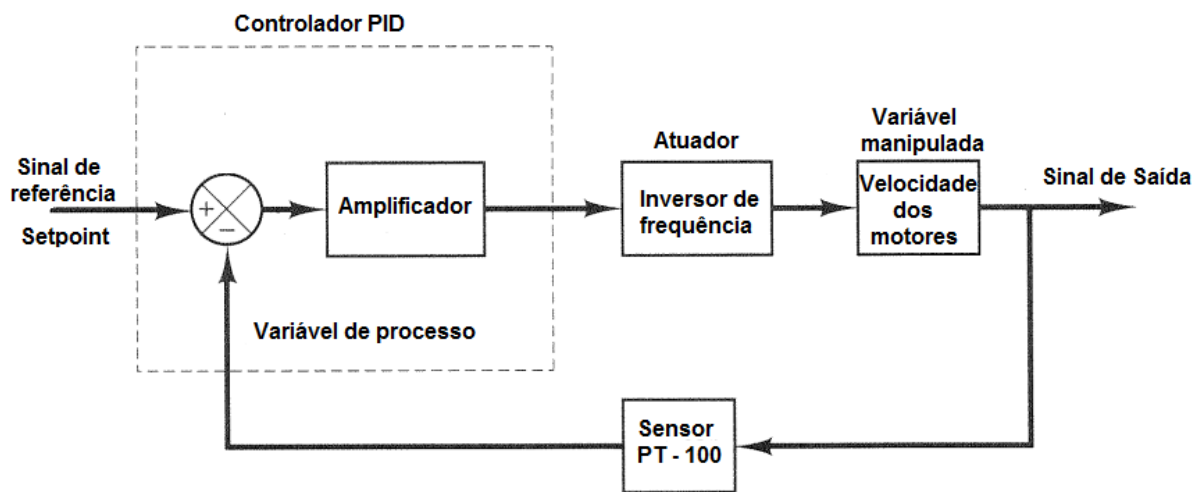 Controlador PID
Sinal de
referência
Setpoint
+
−
Amplificador
Variável de processo
Atuador
Inversor de
frequência
Variável
manipulada
Velocidade
dos
motores
Sinal de Saída
Sensor
PT - 100